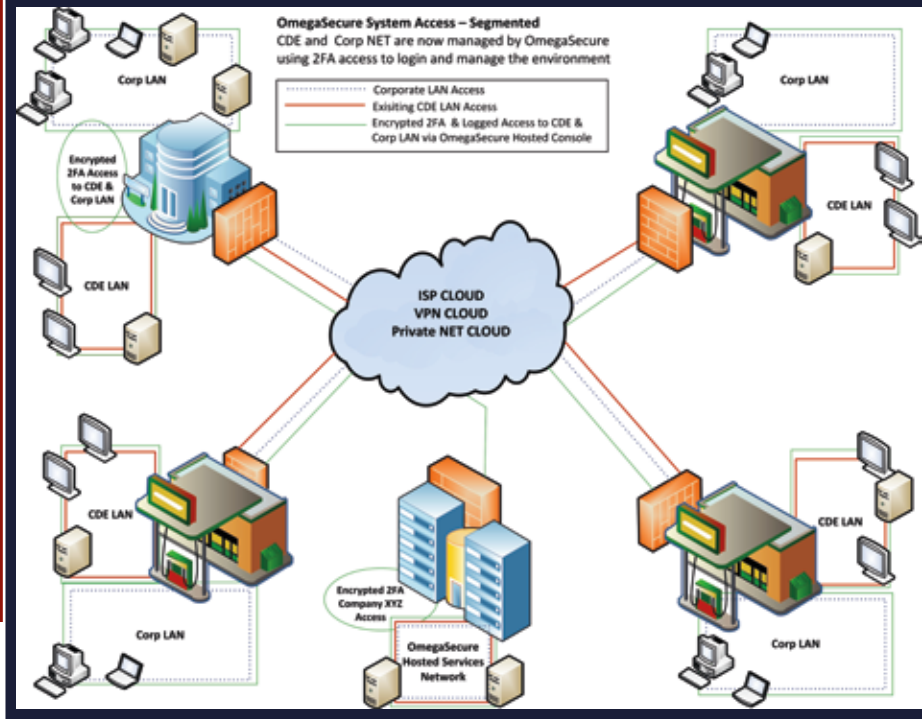 OmegaSecure System Access – Segmented
CDE and Corp NET are now managed by OmegaSecure
using 2FA access to login and manage the environment
Corporate LAN Access
Exisiting CDE LAN Access
Encrypted 2FA & Logged Access to CDE &
Corp LAN via OmegaSecure Hosted Console
Corp LAN
Corp LAN
Encrypted
2FA Access
to CDE &
Corp LAN
CDE LAN
CDE LAN
ISP CLOUD
VPN CLOUD
Private NET CLOUD
CDE LAN
CDE LAN
Encrypted 2FA
Company XYZ
Access
Corp LAN
OmegaSecure
Hosted Services
Network
Corp LAN